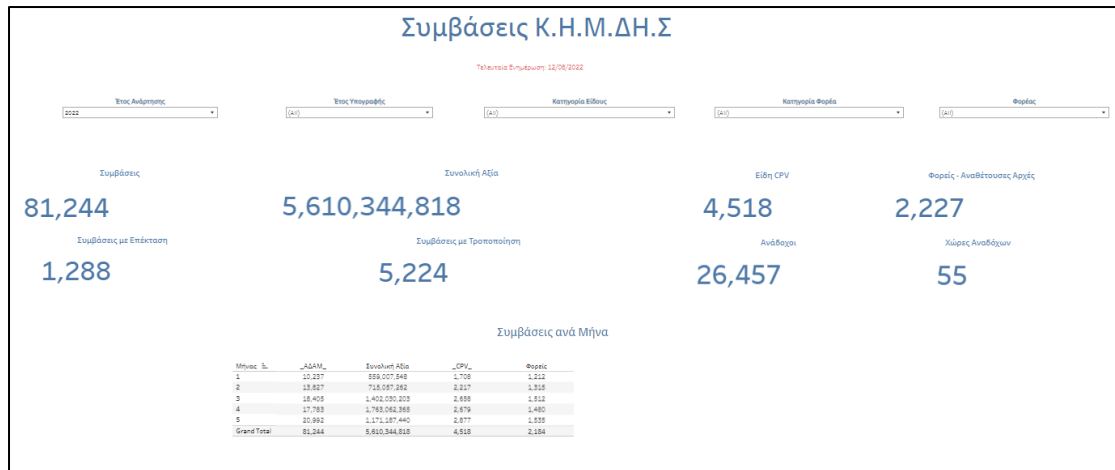 Συμβάσεις Κ.Η.Μ.ΔΗ.Σ
Τελευταία Ενημέρωση: 12/06/2022
Έτος Ανάρτησης Έτος Υπογραφής Κατηγορία Είδους Κατηγορία Φορέα Φορέας
2022 (All) (All) (All) (All)
Συμβάσεις Συνολική Αξία Είδη CPV Φορείς - Αναθέτουσες Αρχές
81,244 5,610,344,818 4,518 2,227
Συμβάσεις με Επέκταση Συμβάσεις με Τροποποίηση Ανάδοχοι Χώρες Αναδόχων
1,288 5,224 26,457 55
Συμβάσεις ανά Μήνα
Μήνας _ΑΔΑΜ_ Συνολική Αξία _CPV_ Φορείς
1 10,237 559,007,548 1,708 1,212
2 13,827 715,057,262 2,217 1,315
3 18,405 1,402,030,203 2,658 1,512
4 17,783 1,763,062,365 2,679 1,480
5 20,992 1,171,187,440 2,877 1,535
Grand Total 81,244 5,610,344,818 4,518 2,184